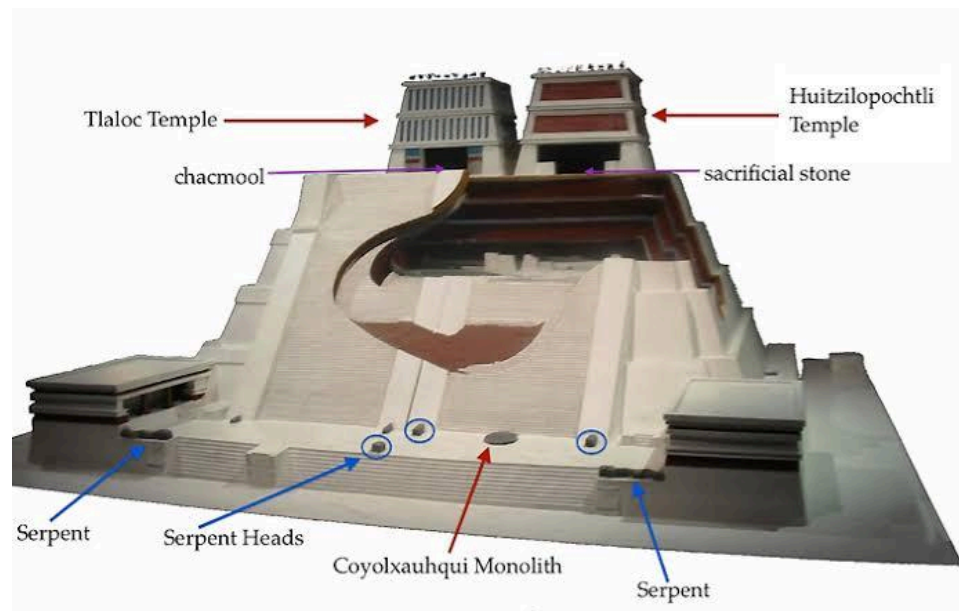 Tlaloc Temple
Huitzilopochtli
Temple
chacmool
sacrificial stone
Serpent
Serpent Heads
Coyolxauhqui Monolith
Serpent